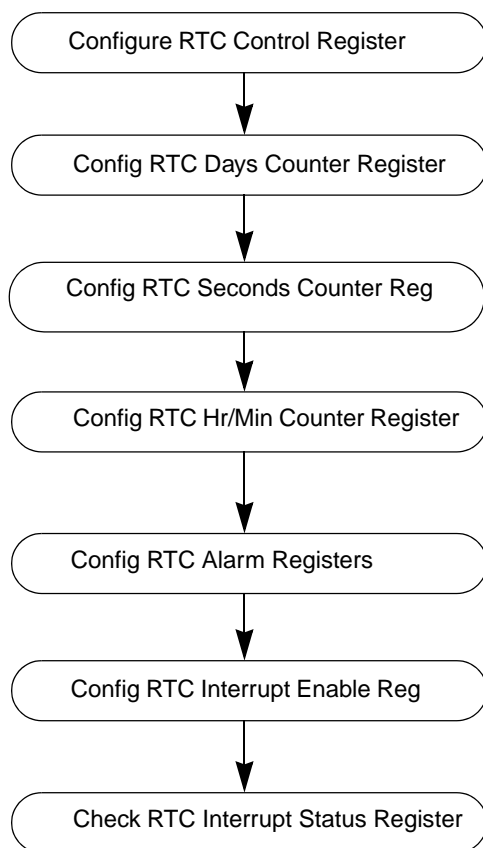 Configure RTC Control Register
Config RTC Days Counter Register
Config RTC Seconds Counter Reg
Config RTC Hr/Min Counter Register
Config RTC Alarm Registers
Config RTC Interrupt Enable Reg
Check RTC Interrupt Status Register